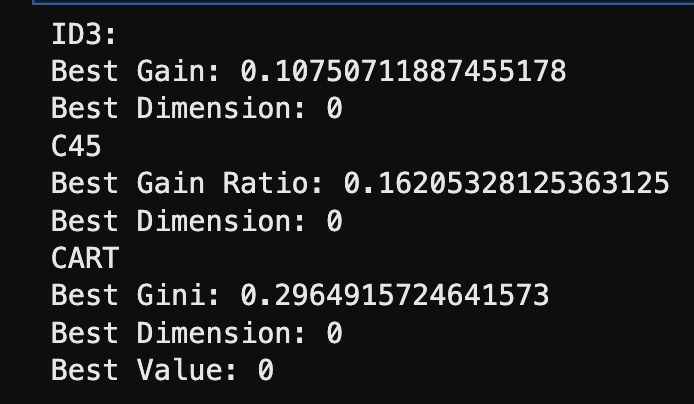 ID3:
Best Gain: 0.10750711887455178
Best Dimension: 0
C45
Best Gain Ratio: 0.16205328125363125
Best Dimension: 0
CART
Best Gini: 0.2964915724641573
Best Dimension: 0
Best Value: 0